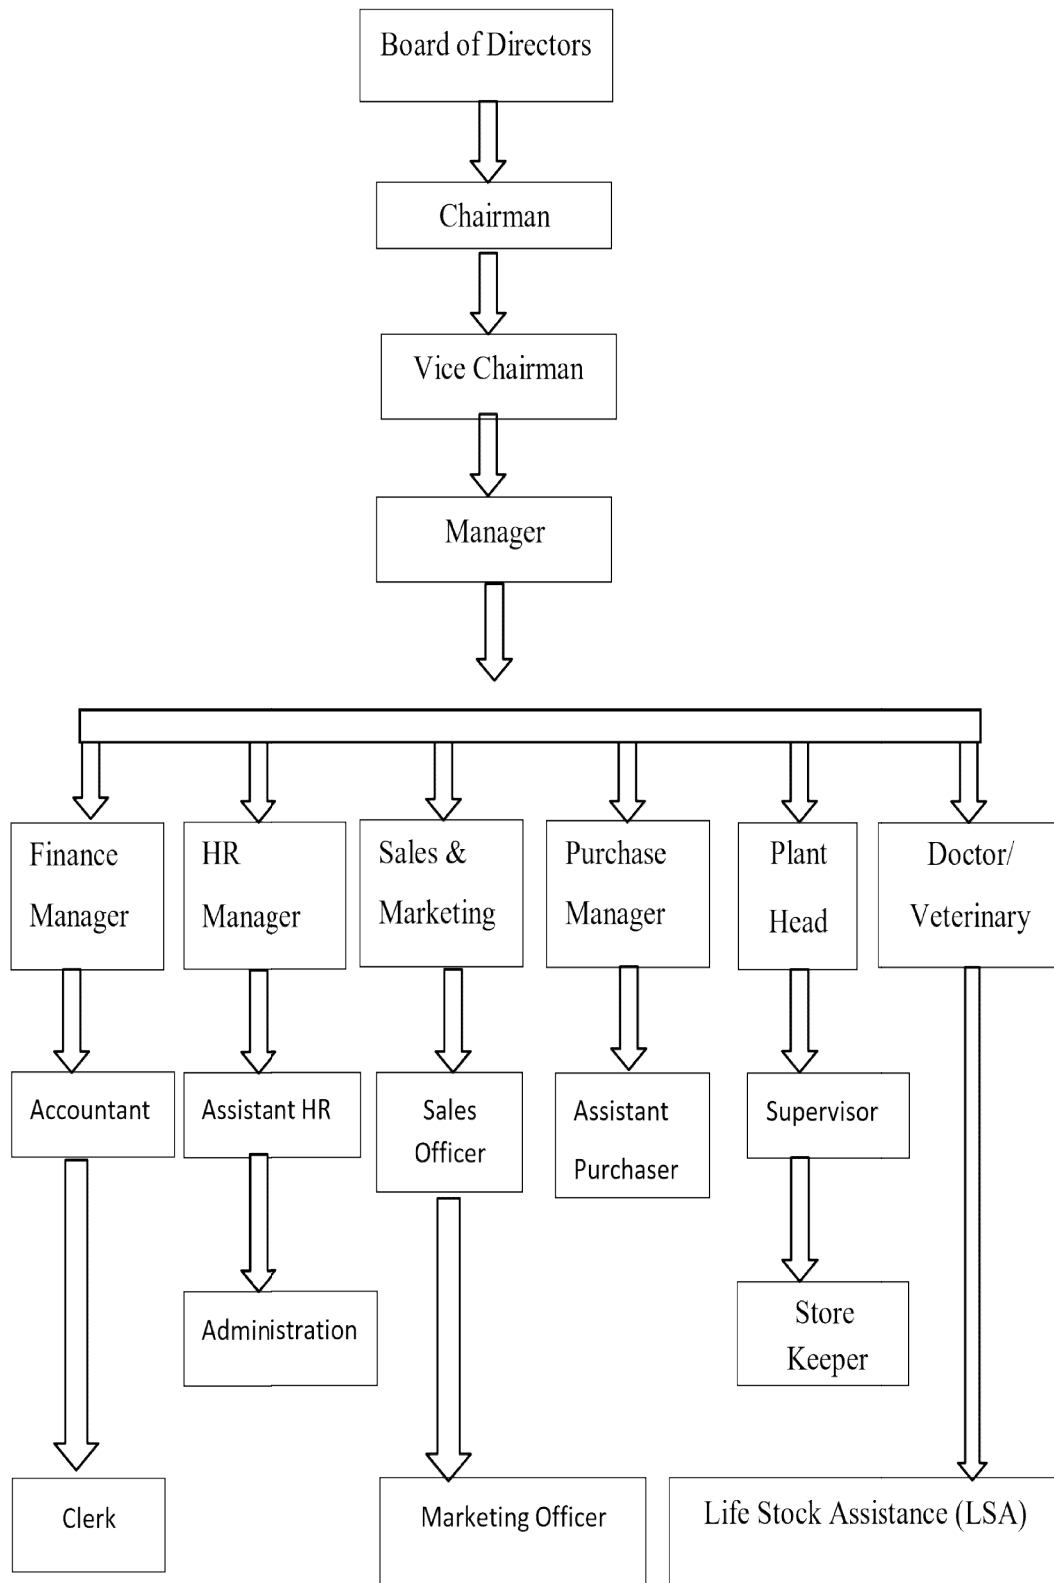 Board of Directors
Chairman
Vice Chairman
Manager
Finance
Manager
HR
Manager
Sales &
Marketing
Purchase
Manager
Plant
Head
Doctor/
Veterinary
Accountant
Assistant HR
Sales
Officer
Assistant
Purchaser
Supervisor
Administration
Store
Keeper
Clerk
Marketing Officer
Life Stock Assistance (LSA)